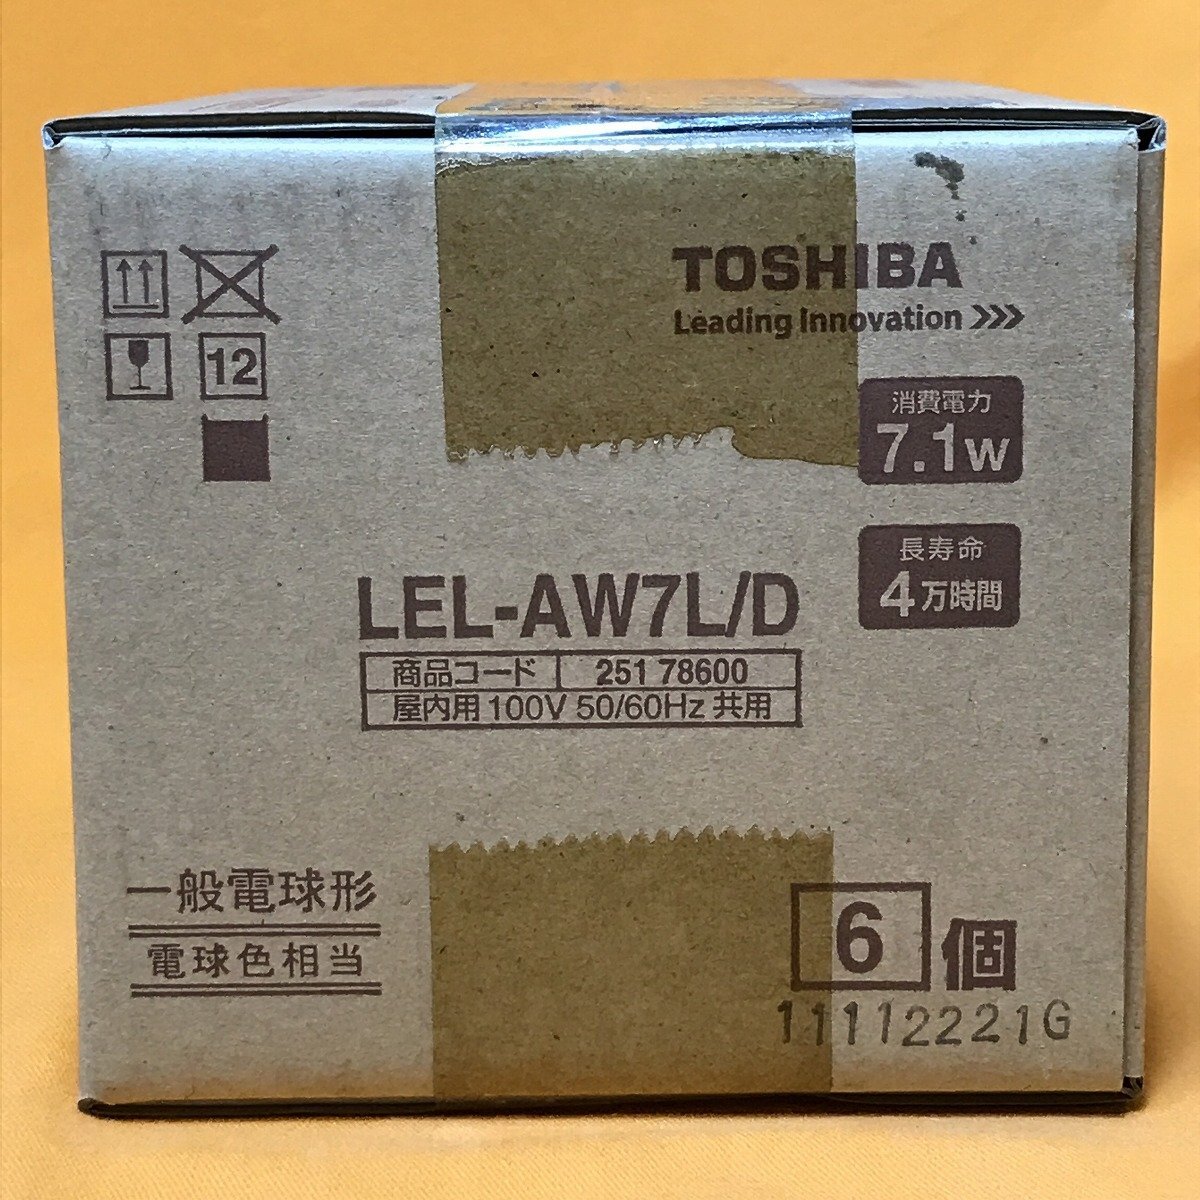 TOSHIBA
Leading Innovation >>>
12
消費電力
7.1W
長寿命
4万時間
LEL-AW7L/D
商品コード 251 78600
屋内用 100V 50/60Hz 共用
一般電球形
電球色相当
6個
11112221G